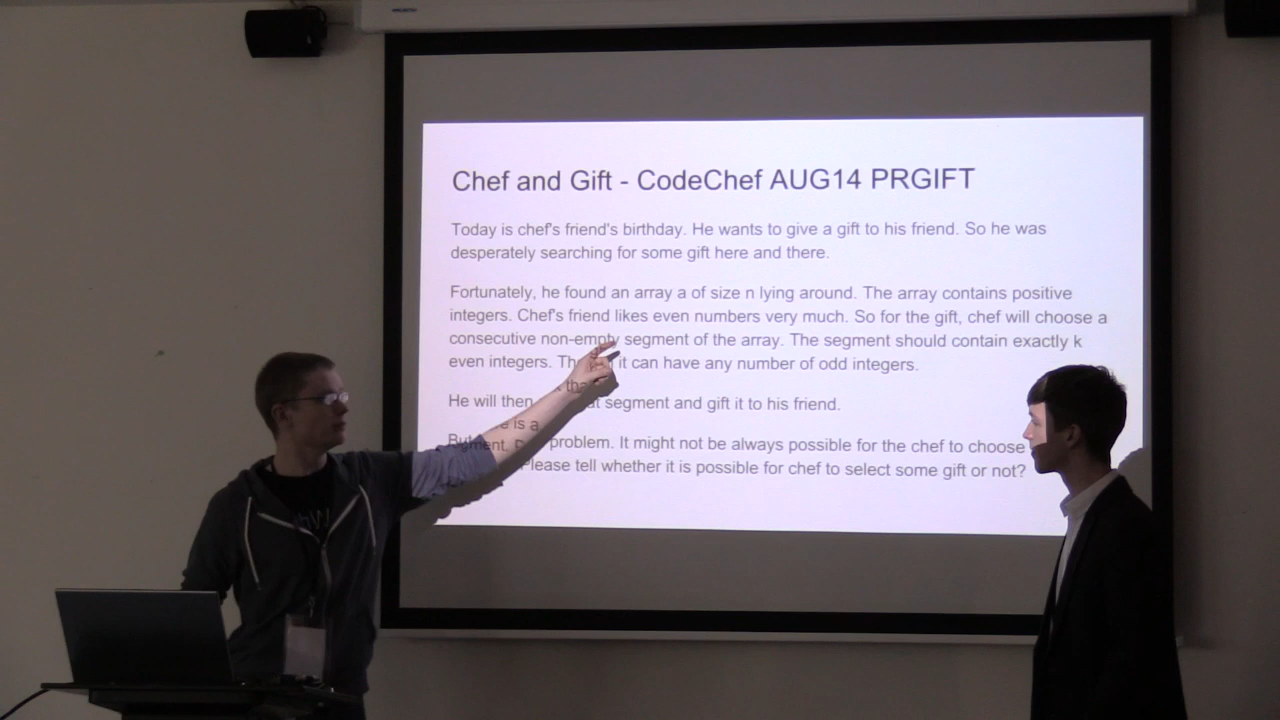 Chef and Gift - CodeChef AUG14 PRGIFT
Today is chef's friend's birthday. He wants to give a gift to his friend. So he was
desperately searching for some gift here and there.
Fortunately, he found an array a of size n lying around. The array contains positive
integers. Chef's friend likes even numbers very much. So for the gift, chef will choose a
consecutive non-empty segment of the array. The segment should contain exactly k
even integers. it can have any number of odd integers.
He will then segment and gift it to his friend.
is a problem. It might not be always possible for the chef to choose
Please tell whether it is possible for chef to select some gift or not?